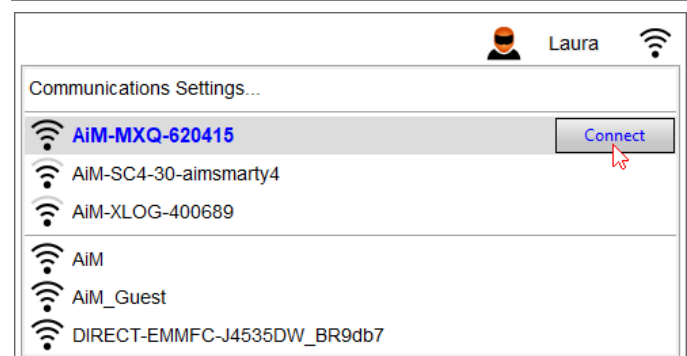 Laura
Communications Settings...
AiM-MXQ-620415 Connect
AiM-SC4-30-aimsmarty4
AiM-XLOG-400689
AiM
AiM_Guest
DIRECT-EMMFC-J4535DW_BR9db7